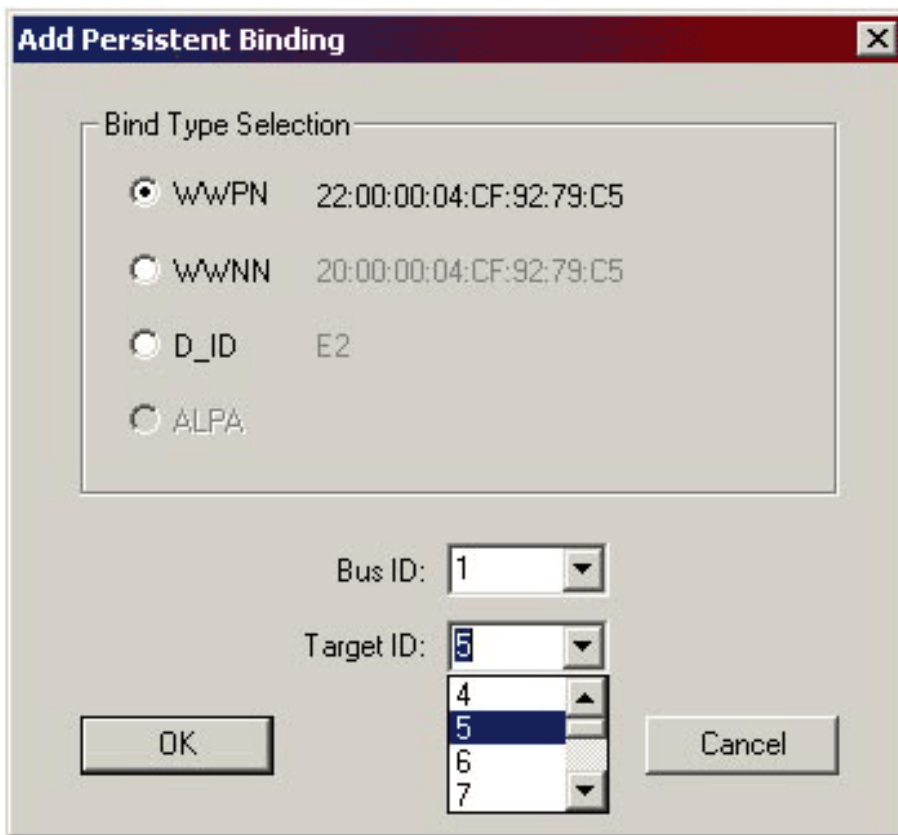 Add Persistent Binding
Bind Type Selection
WWPN 22:00:00:04:CF:92:79:C5
WWNN 20:00:00:04:CF:92:79:C5
D_ID E2
ALPA
Bus ID: 1
Target ID: 5
4
5
6
7
OK Cancel